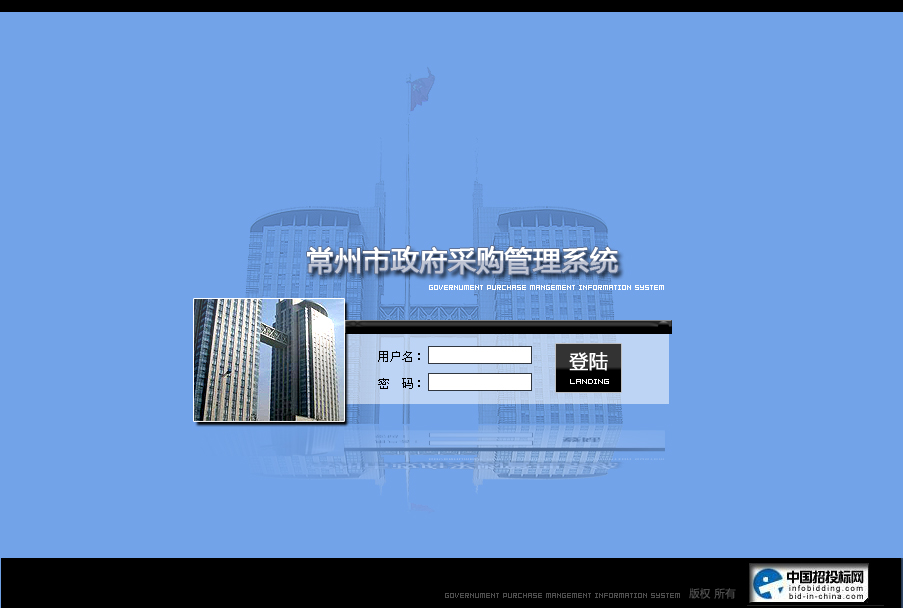 常州市政府采购管理系统
GOVERNUMENT PURCHASE MANGEMENT INFORMATION SYSTEM
用户名：
登陆
密 码：
LANDING
GOVERNUMENT PURCHASE MANGEMENT INFORMATION SYSTEM 版权 所有
中国招投标网
infobidding.com
bid-in-china.com